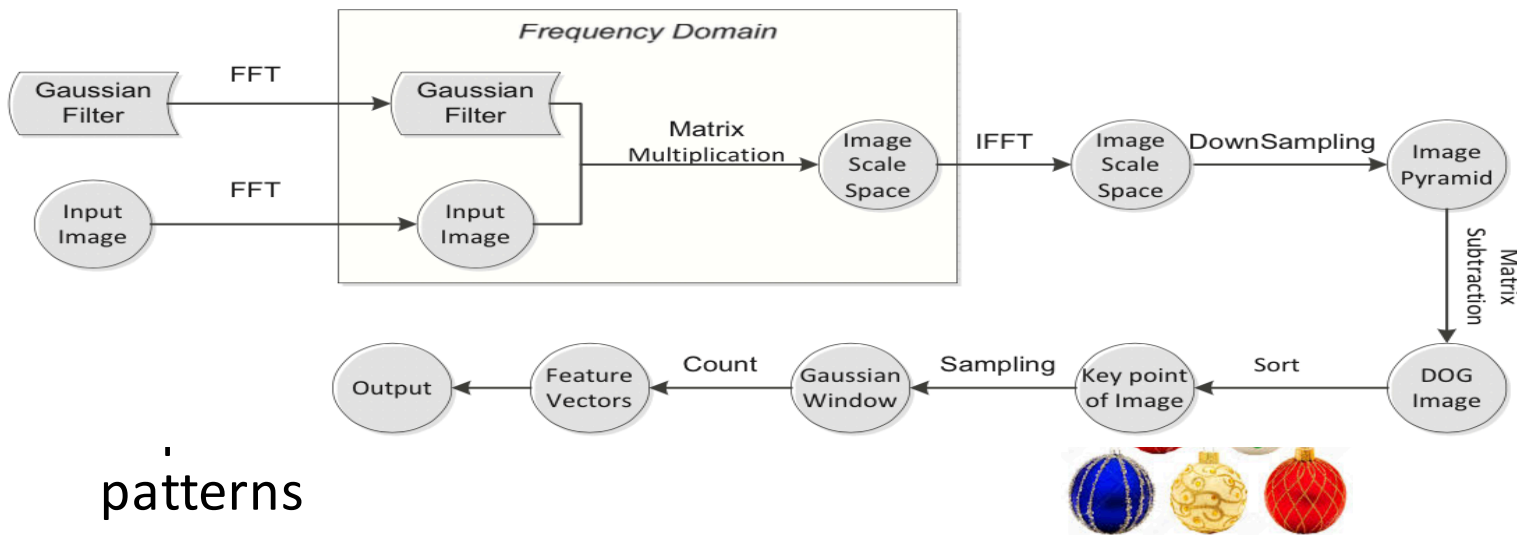 Frequency Domain
Gaussian
Filter
FFT
Gaussian
Filter
Input
Image
FFT
Input
Image
Matrix
Multiplication
Image
Scale
Space
IFFT
Image
Scale
Space
DownSampling
Image
Pyramid
Matrix
Subtraction
DOG
Image
Sort
Key point
of Image
Sampling
Gaussian
Window
Count
Feature
Vectors
Output
patterns